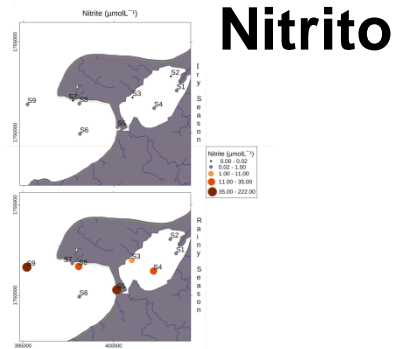 Nitrito
Nitrite (µmolL⁻¹)
1759000
1750000
S2
S1
S3
S4
S7
S8
S9
S5
S6
Dry Season
Nitrite (µmolL⁻¹)
0.00 - 0.02
0.02 - 1.00
1.00 - 11.00
11.00 - 35.00
35.00 - 222.00
1759000
1750000
S2
S1
S3
S4
S7
S8
S9
S5
S6
Rainy Season
395000
400000